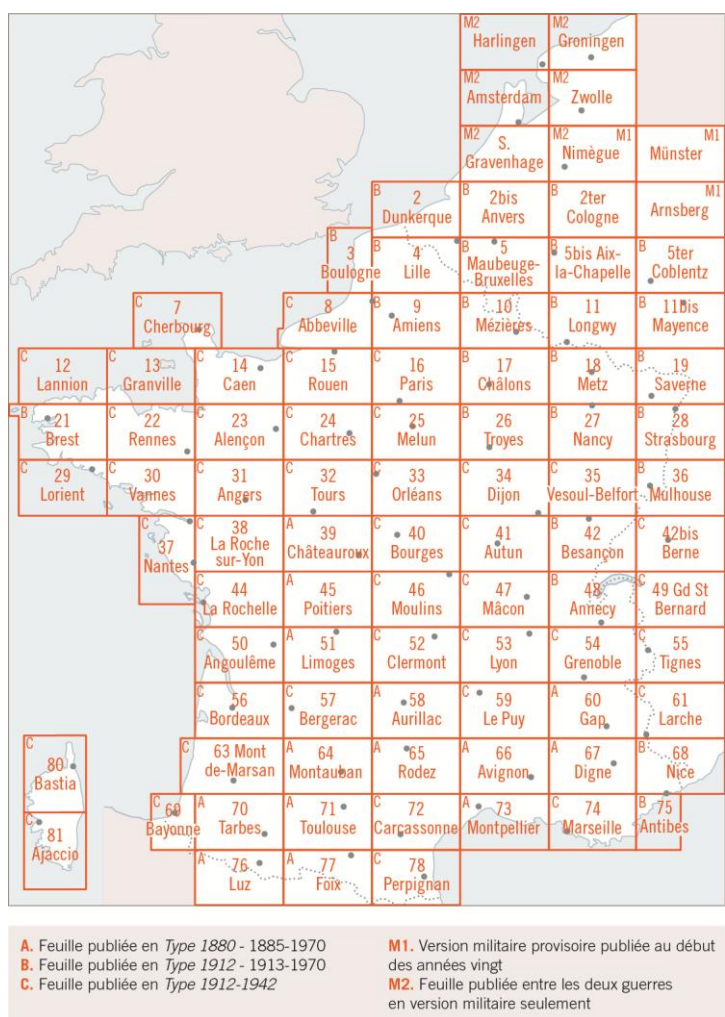 M2
Harlingen
M2
Groningen
M2
Amsterdam
M2
Zwolle
M2
S.
Gravenhage
M2 M1
Nimègue
M1
Münster
B 2
Dunkerque
B 2bis
Anvers
B 2ter
Cologne
M1
Arnsberg
B
3
Boulogne
B 4
Lille
B 5
Maubeuge-
Bruxelles
B 5bis Aix-
la-Chapelle
B 5ter
Coblentz
C 7
Cherbourg
C 8
Abbeville
B 9
Amiens
B 10
Mézières
B 11
Longwy
B 11bis
Mayence
C 12
Lannion
C 13
Granville
C 14
Caen
C 15
Rouen
C 16
Paris
B 17
Châlons
B 18
Metz
B 19
Saverne
B 21
Brest
C 22
Rennes
C 23
Alençon
C 24
Chartres
C 25
Melun
B 26
Troyes
B 27
Nancy
B 28
Strasbourg
C 29
Lorient
C 30
Vannes
C 31
Angers
C 32
Tours
C 33
Orléans
C 34
Dijon
C 35
Vesoul-Belfort
B 36
Mulhouse
C
37
Nantes
C 38
La Roche
sur-Yon
A 39
Châteauroux
C 40
Bourges
C 41
Autun
B 42
Besançon
C 42bis
Berne
C 44
La Rochelle
A 45
Poitiers
C 46
Moulins
C 47
Mâcon
B 48
Annecy
C 49 Gd St
Bernard
C 50
Angoulême
A 51
Limoges
C 52
Clermont
C 53
Lyon
C 54
Grenoble
C 55
Tignes
C 56
Bordeaux
C 57
Bergerac
A 58
Aurillac
C 59
Le Puy
A 60
Gap
C 61
Larche
C 63 Mont
de-Marsan
A 64
Montauban
A 65
Rodez
A 66
Avignon
A 67
Digne
B 68
Nice
C
80
Bastia
C 69
Bayonne
A 70
Tarbes
A 71
Toulouse
C 72
Carcassonne
A 73
Montpellier
C 74
Marseille
B 75
Antibes
C
81
Ajaccio
A 76
Luz
A 77
Foix
C 78
Perpignan
A. Feuille publiée en Type 1880 - 1885-1970
B. Feuille publiée en Type 1912 - 1913-1970
C. Feuille publiée en Type 1912-1942
M1. Version militaire provisoire publiée au début
des années vingt
M2. Feuille publiée entre les deux guerres
en version militaire seulement